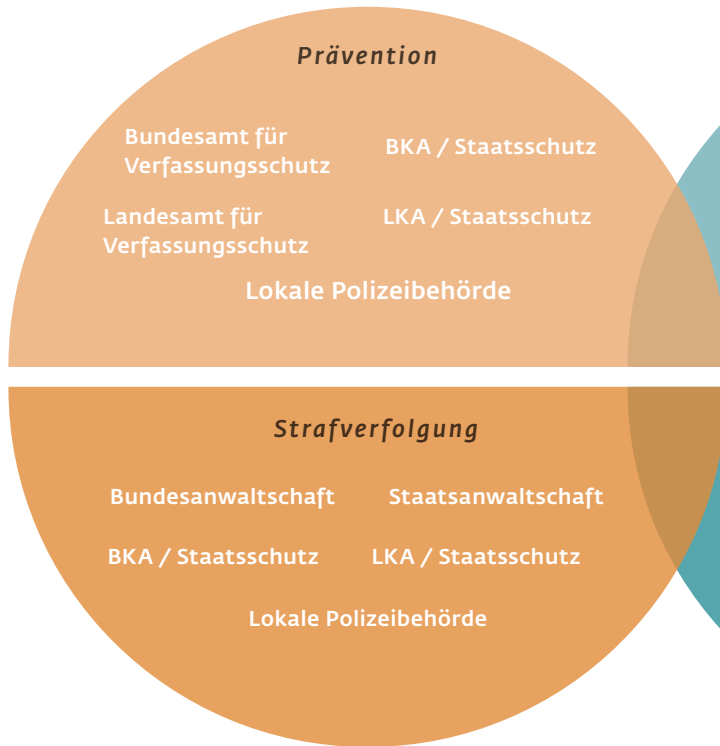 Prävention
Bundesamt für
Verfassungsschutz
BKA / Staatsschutz
Landesamt für
Verfassungsschutz
LKA / Staatsschutz
Lokale Polizeibehörde
Strafverfolgung
Bundesanwaltschaft
Staatsanwaltschaft
BKA / Staatsschutz
LKA / Staatsschutz
Lokale Polizeibehörde